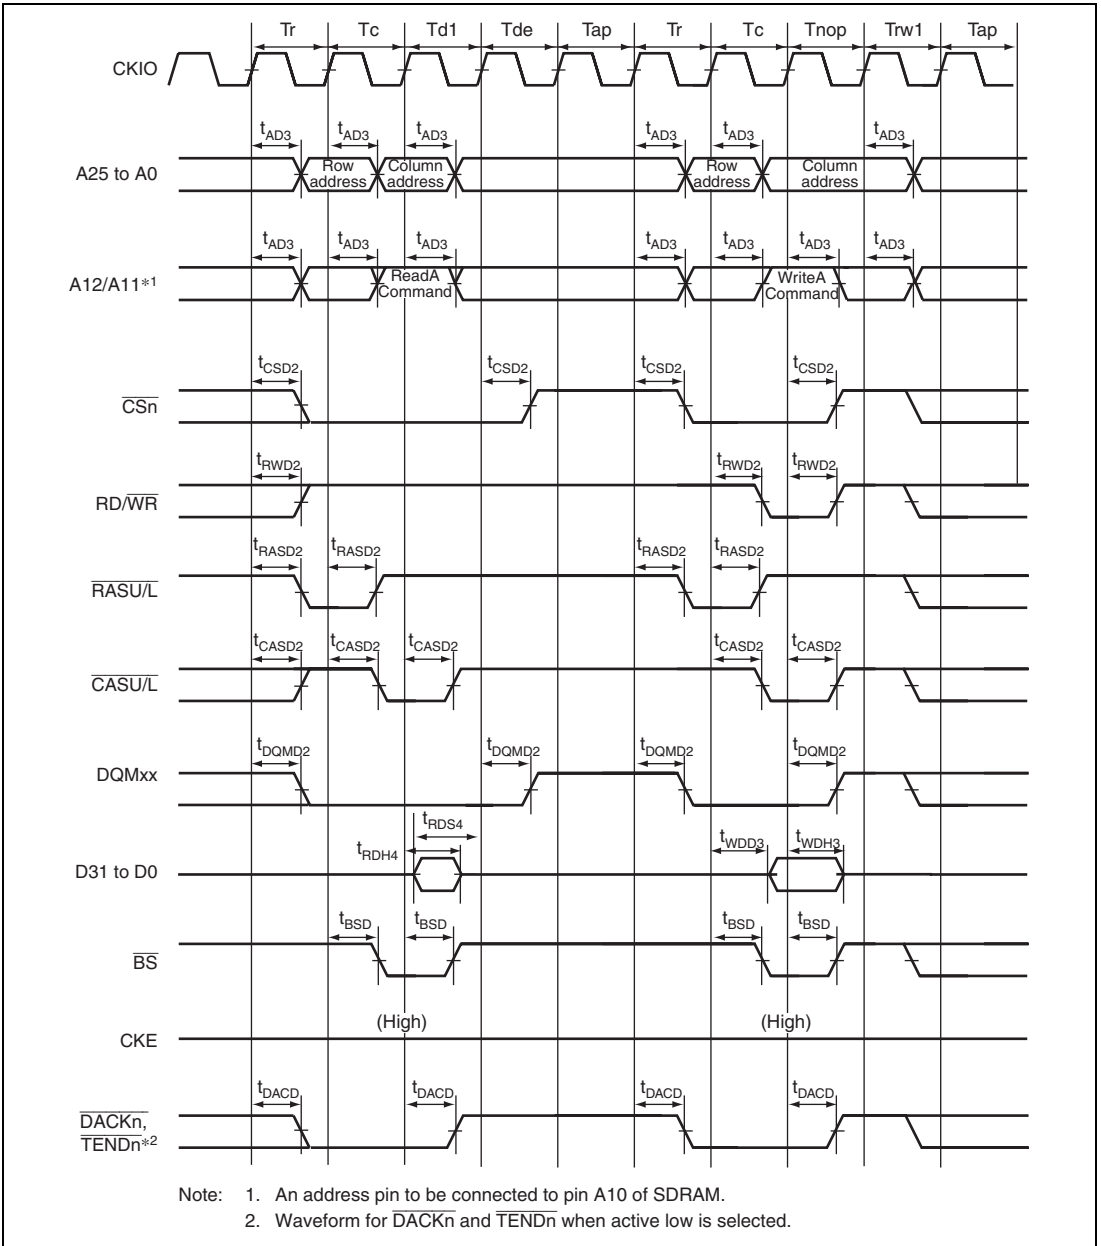 Tr Tc Td1 Tde Tap Tr Tc Tnop Trw1 Tap
CKIO
tAD3 tAD3 tAD3 tAD3 tAD3 tAD3
A25 to A0
Row address
Column address
Row address
Column address
tAD3 tAD3 tAD3 tAD3 tAD3 tAD3 tAD3
A12/A11*1
ReadA Command
WriteA Command
tCSD2 tCSD2 tCSD2 tCSD2
CSn
tRWD2 tRWD2 tRWD2
RD/WR
tRASD2 tRASD2 tRASD2 tRASD2
RASU/L
tCASD2 tCASD2 tCASD2 tCASD2 tCASD2
CASU/L
tDQMD2 tDQMD2 tDQMD2 tDQMD2
DQMxx
tRDS4
tRDH4 tWDD3 tWDH3
D31 to D0
tBSD tBSD tBSD tBSD
BS
(High) (High)
CKE
tDACD tDACD tDACD tDACD
DACKn,
TENDn*2
Note: 1. An address pin to be connected to pin A10 of SDRAM.
2. Waveform for DACKn and TENDn when active low is selected.